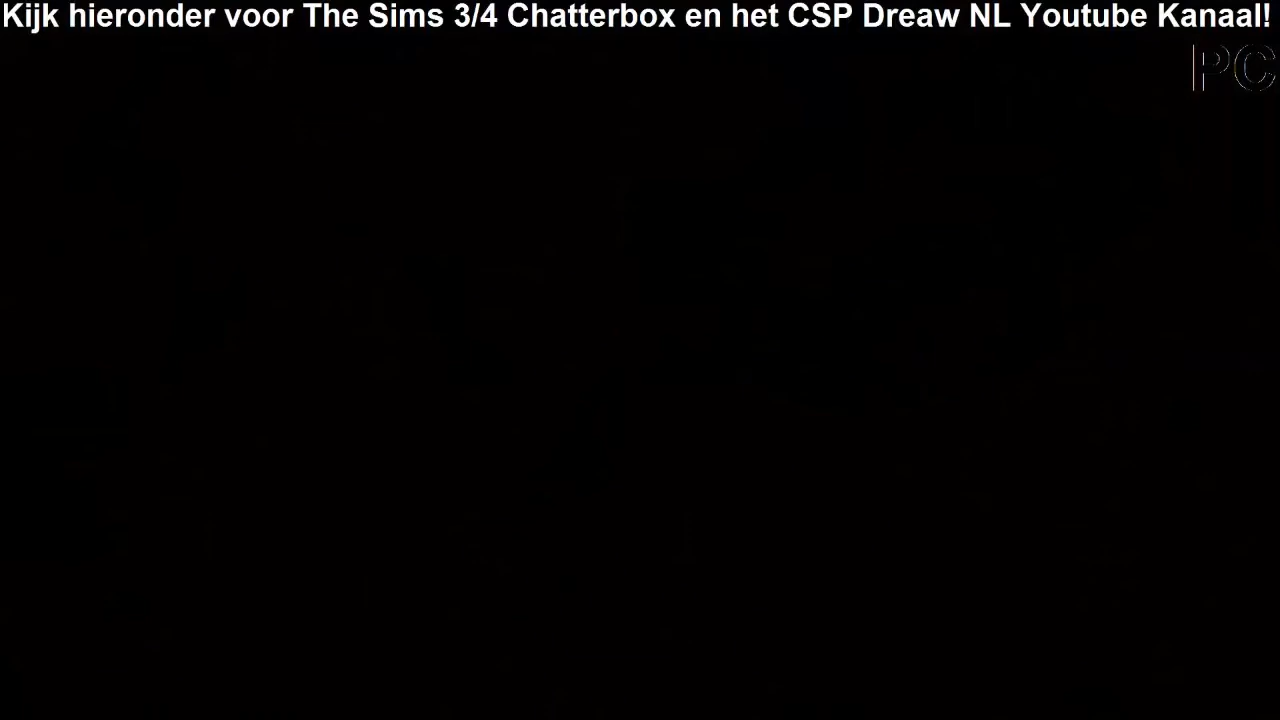 Kijk hieronder voor The Sims 3/4 Chatterbox en het CSP Dreaw NL Youtube Kanaal!
PC